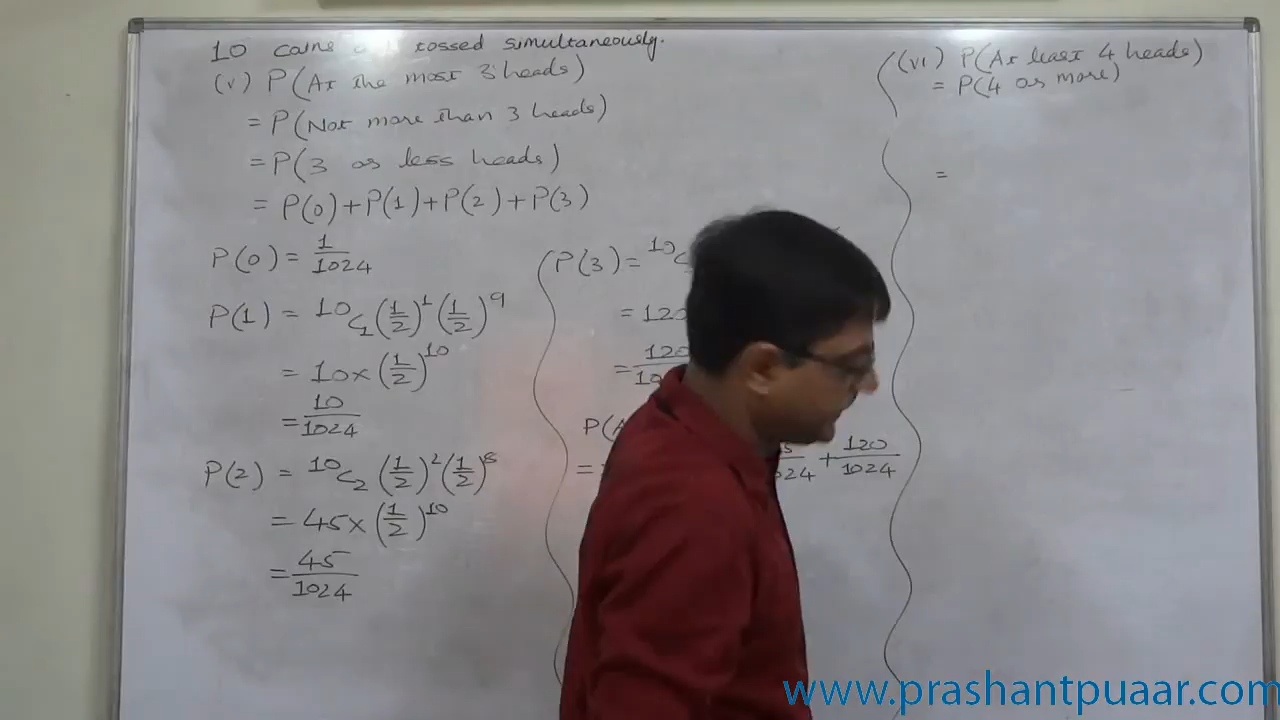 10 coins tossed simultaneously.
(v) P(At the most 3 heads)
= P(Not more than 3 heads)
= P(3 or less heads)
= P(0)+P(1)+P(2)+P(3)
P(0) = 1/1024
P(1) = ¹⁰C₁(1/2)¹(1/2)⁹
= 10×(1/2)¹⁰
= 10/1024
P(2) = ¹⁰C₂(1/2)²(1/2)⁸
= 45×(1/2)¹⁰
= 45/1024
P(3) = ¹⁰C
= 120
= 120/10
P(A
=
+ 120/1024
(vi) P(At least 4 heads)
= P(4 or more)
=
www.prashantpuaar.com